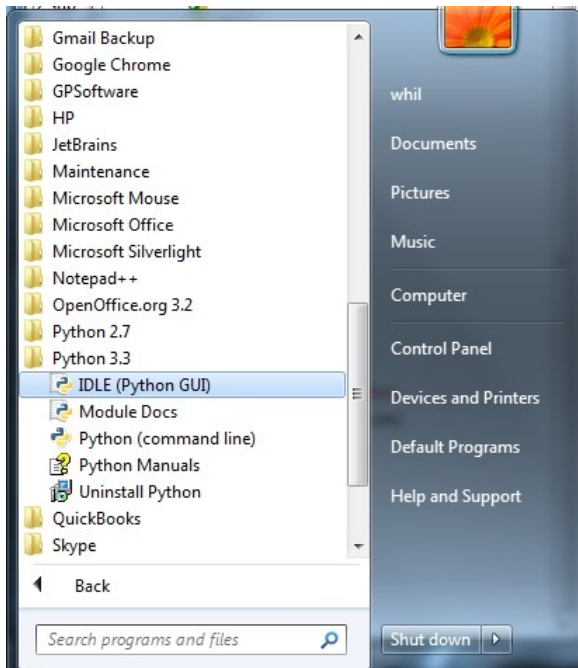 Gmail Backup
Google Chrome
GPSoftware
HP
JetBrains
Maintenance
Microsoft Mouse
Microsoft Office
Microsoft Silverlight
Notepad++
OpenOffice.org 3.2
Python 2.7
Python 3.3
IDLE (Python GUI)
Module Docs
Python (command line)
Python Manuals
Uninstall Python
QuickBooks
Skype
Back
Search programs and files
whil
Documents
Pictures
Music
Computer
Control Panel
Devices and Printers
Default Programs
Help and Support
Shut down